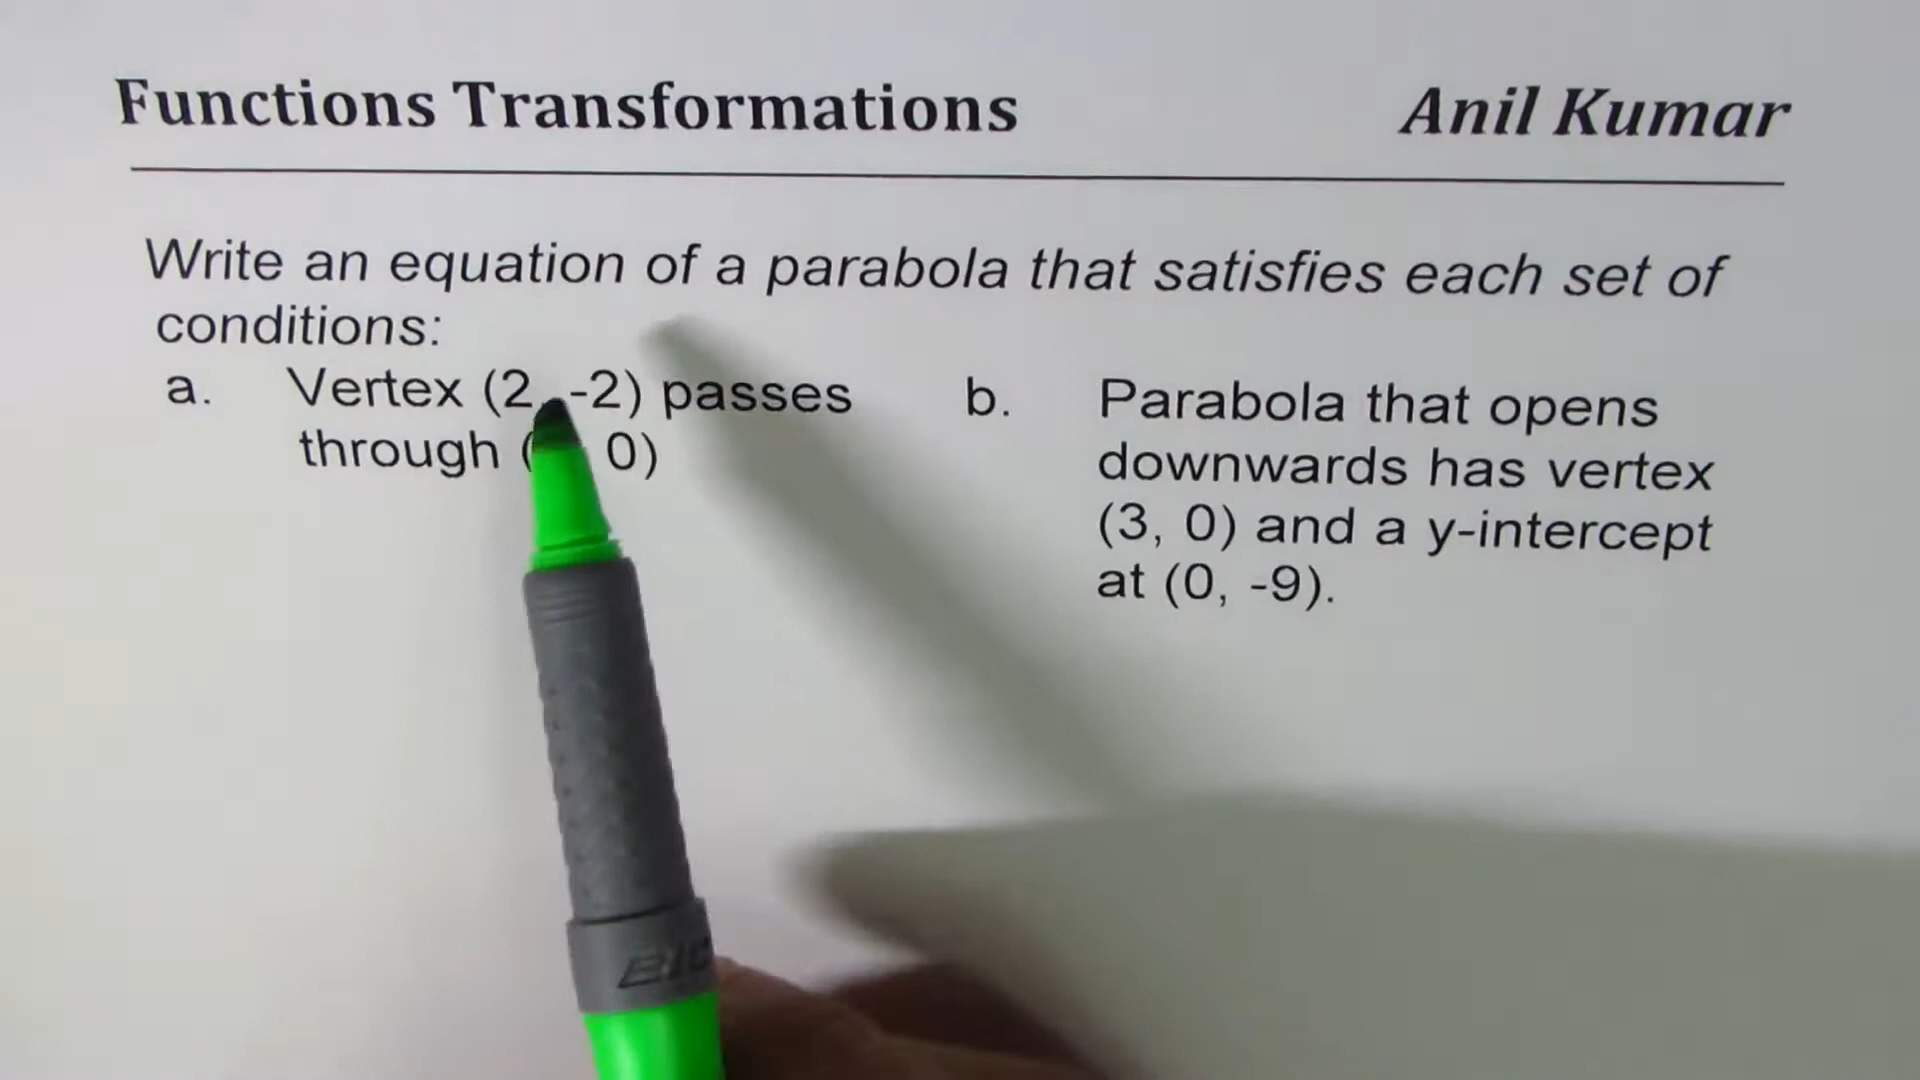 Functions Transformations Anil Kumar
Write an equation of a parabola that satisfies each set of
conditions:
a. Vertex (2, -2) passes
through ( 0)
b. Parabola that opens
downwards has vertex
(3, 0) and a y-intercept
at (0, -9).
BIC